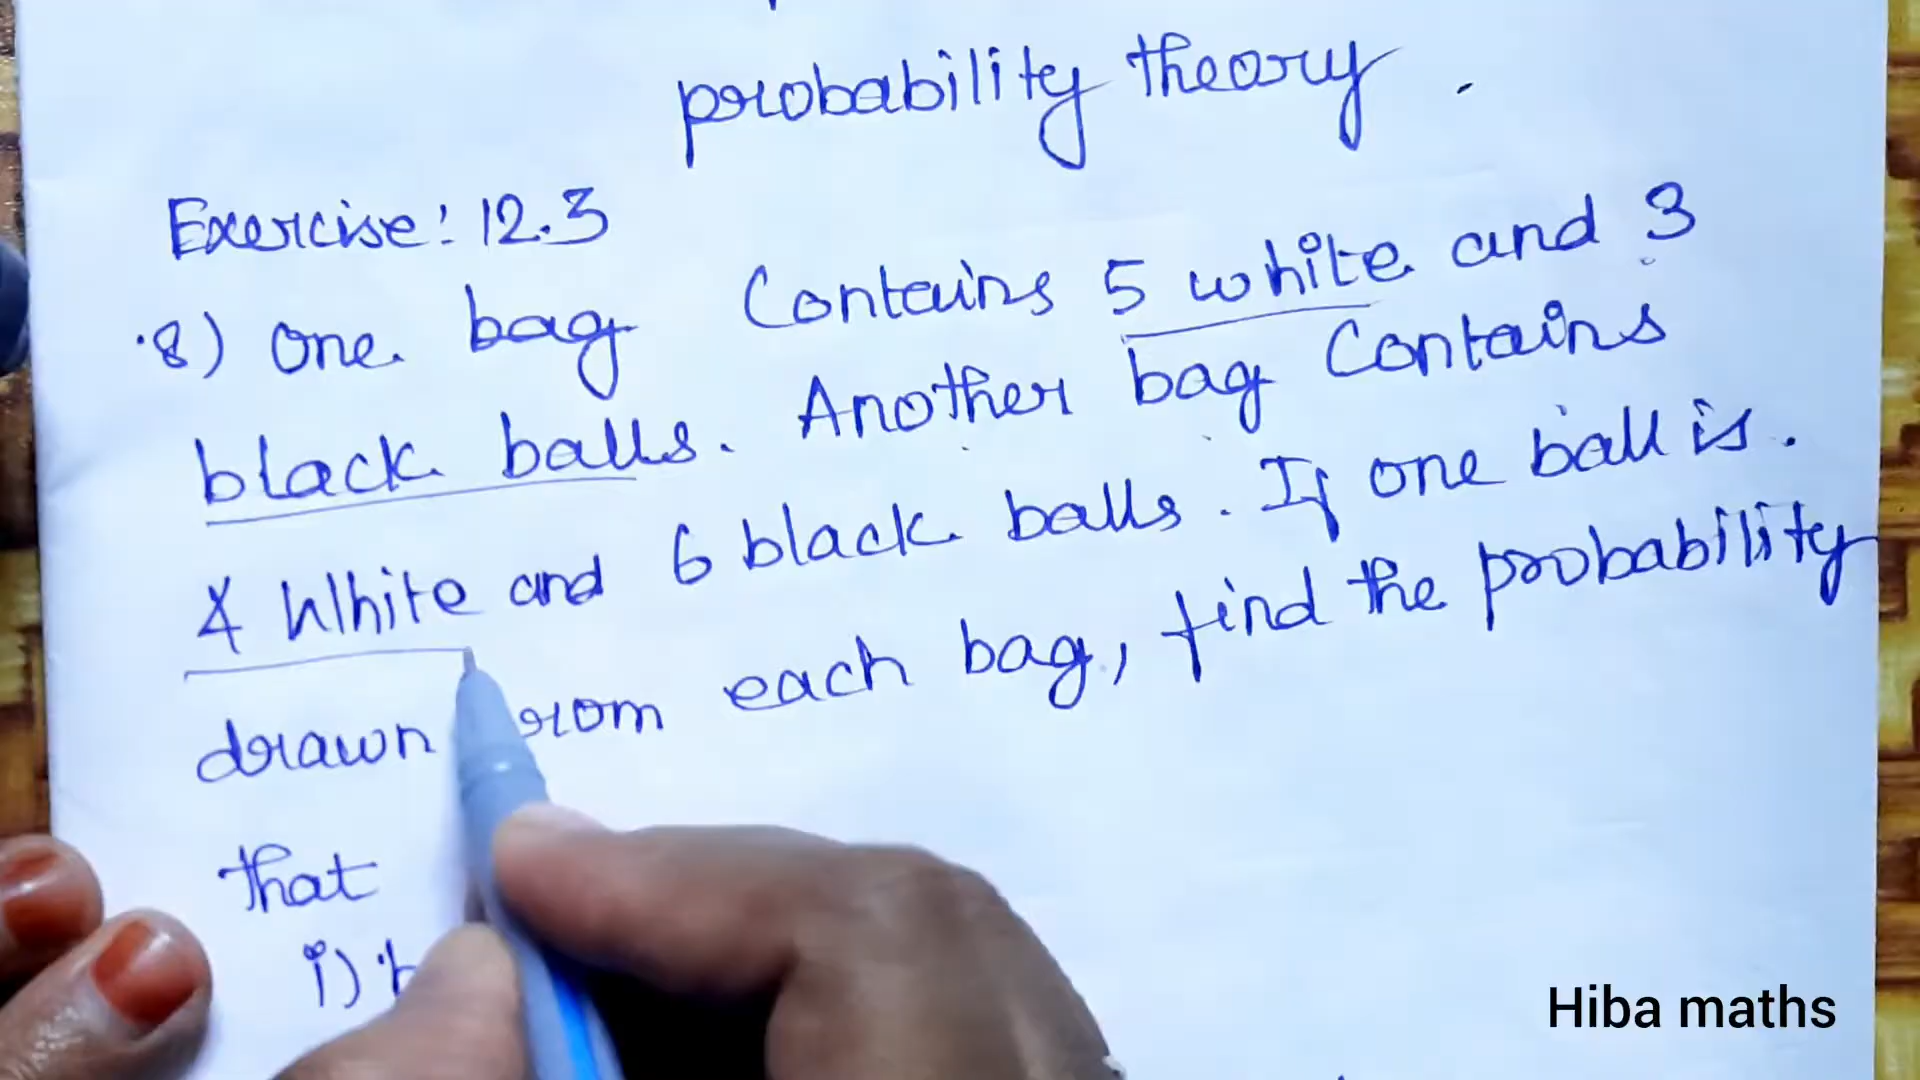 probability theory.
Exercise: 12.3
8) One bag Contains 5 white and 3
black balls. Another bag Contains
4 White and 6 black balls. If one ball is.
drawn from each bag, find the probability
that
i)
Hiba maths